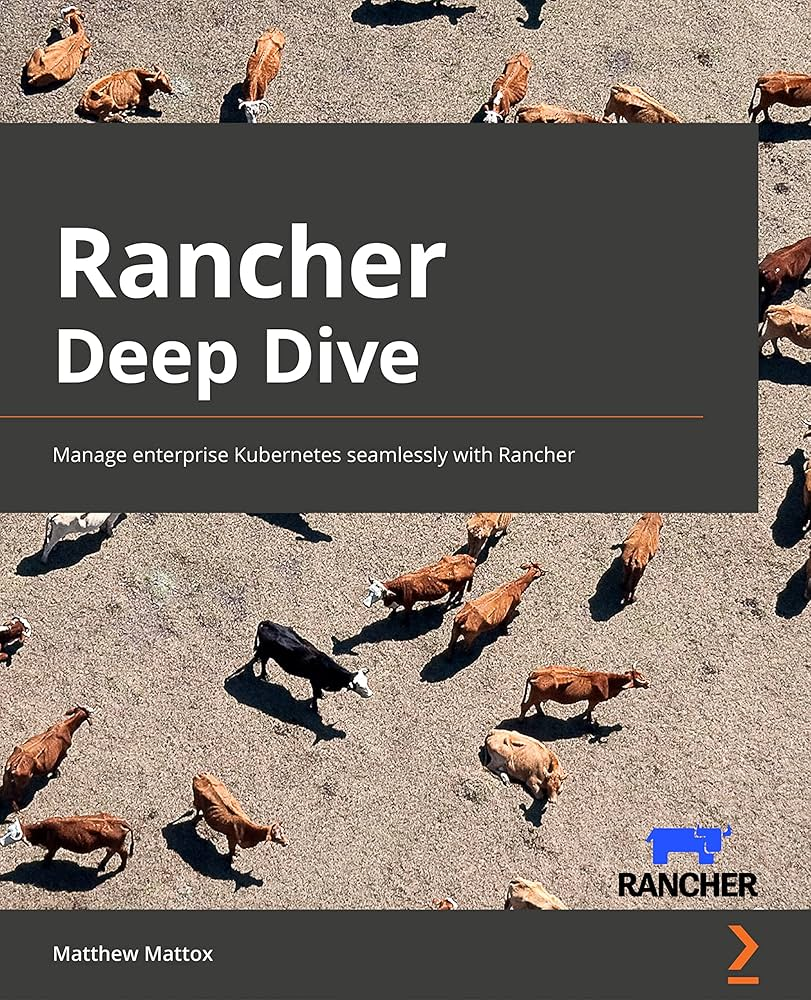 Rancher
Deep Dive
Manage enterprise Kubernetes seamlessly with Rancher
RANCHER
Matthew Mattox